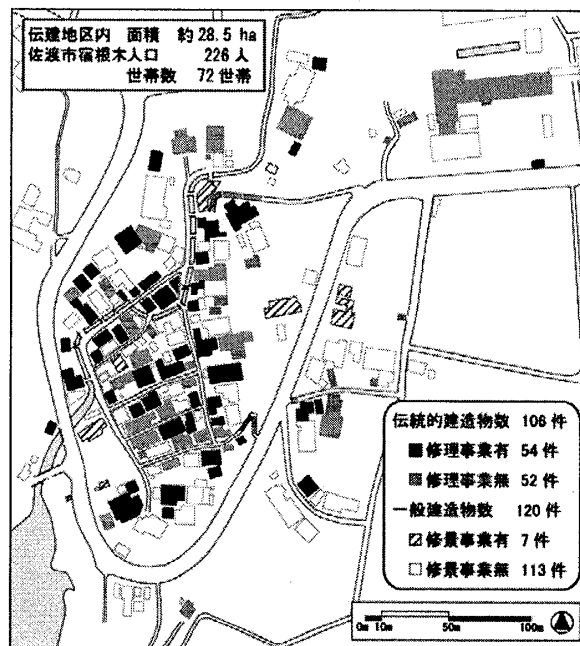 伝建地区内　面積　約28.5 ha
佐渡市宿根木人口　226 人
世帯数　72 世帯
伝統的建造物数　106 件
修理事業有　54 件
修理事業無　52 件
一般建造物数　120 件
修景事業有　7 件
修景事業無　113 件
0m 10m 50m 100m